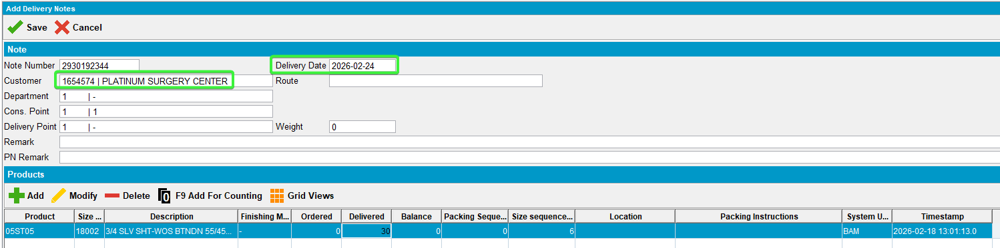 Add Delivery Notes
Save Cancel
Note
Note Number 2930192344 Delivery Date 2026-02-24
Customer 1654574 | PLATINUM SURGERY CENTER Route
Department 1 | -
Cons. Point 1 | 1
Delivery Point 1 | - Weight 0
Remark
PN Remark
Products
Add Modify Delete F9 Add For Counting Grid Views
Product Size ... Description Finishing M... Ordered Delivered Balance Packing Seque... Size sequence... Location Packing Instructions System U... Timestamp
05ST05 18002 3/4 SLV SHT-WOS BTNDN 55/45... - 0 30 0 0 6 BAM 2026-02-18 13:01:13.0